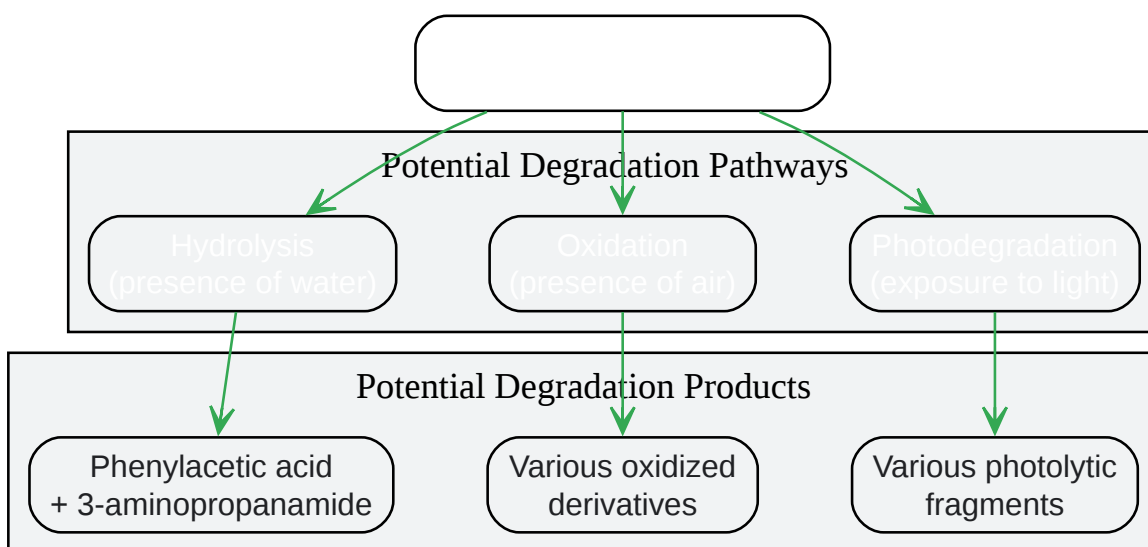 Potential Degradation Pathways
Hydrolysis
(presence of water)
Oxidation
(presence of air)
Photodegradation
(exposure to light)
Potential Degradation Products
Phenylacetic acid
+ 3-aminopropanamide
Various oxidized
derivatives
Various photolytic
fragments